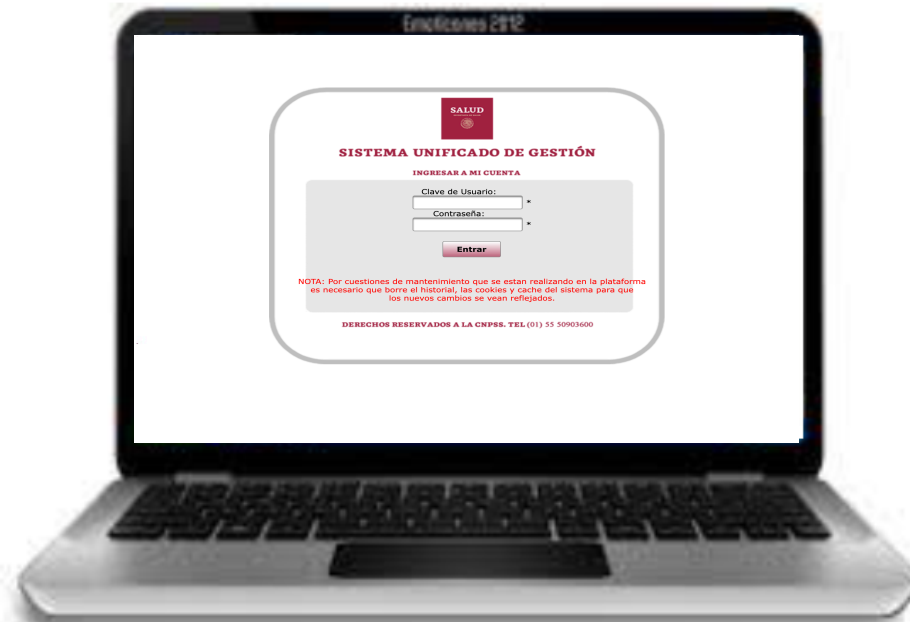 Emoticones 2012
SALUD
SISTEMA UNIFICADO DE GESTIÓN
INGRESAR A MI CUENTA
Clave de Usuario:
*
Contraseña:
*
Entrar
NOTA: Por cuestiones de mantenimiento que se estan realizando en la plataforma
es necesario que borre el historial, las cookies y cache del sistema para que
los nuevos cambios se vean reflejados.
DERECHOS RESERVADOS A LA CNPSS. TEL (01) 55 50903600